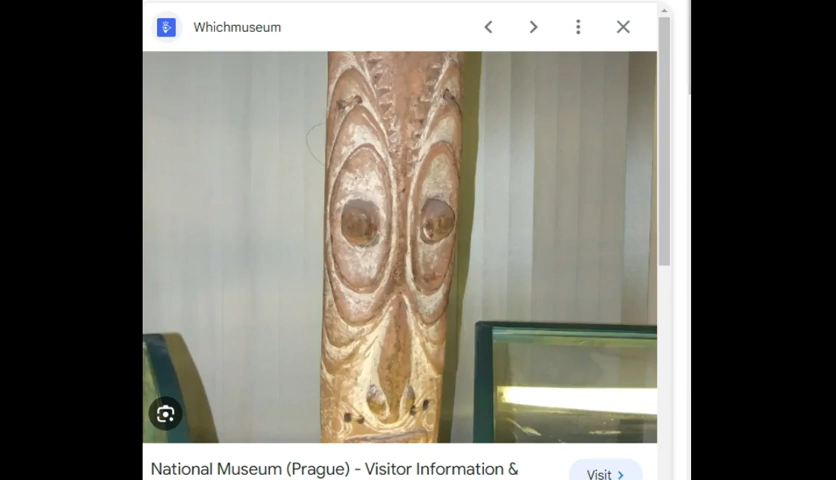 Whichmuseum
National Museum (Prague) - Visitor Information &
Visit